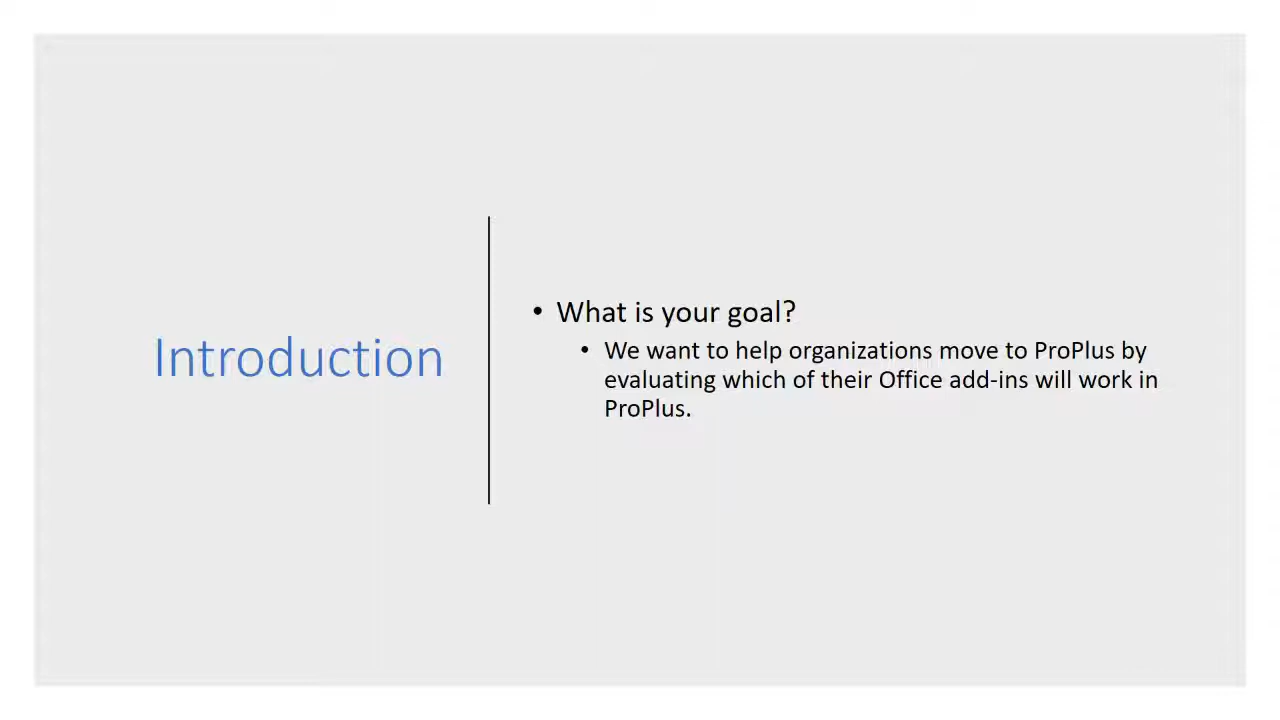 Introduction
• What is your goal?
• We want to help organizations move to ProPlus by
evaluating which of their Office add-ins will work in
ProPlus.